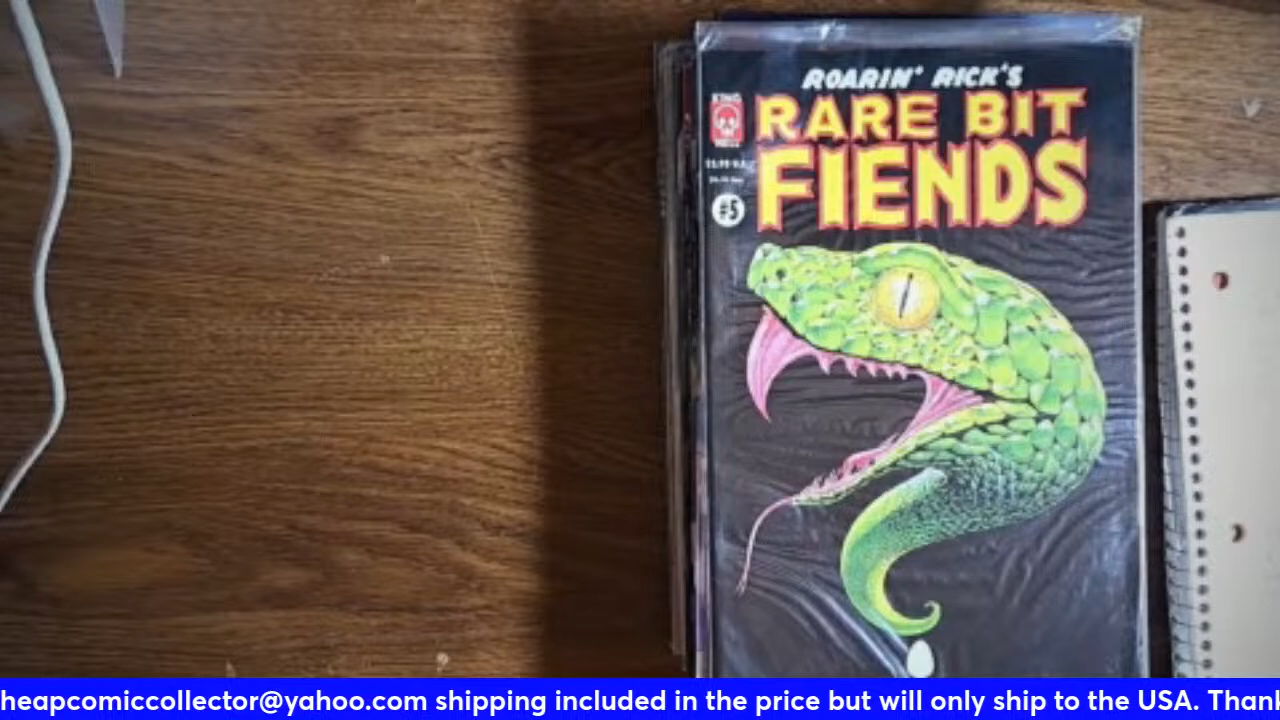 ROARIN' RICK'S
RARE BIT
FIENDS
KING
#5
heapcomiccollector@yahoo.com shipping included in the price but will only ship to the USA. Thank